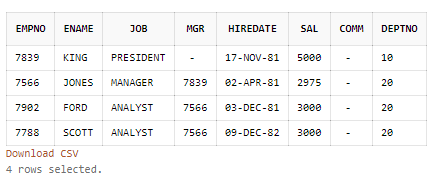 EMPNO ENAME JOB MGR HIREDATE SAL COMM DEPTNO
7839 KING PRESIDENT - 17-NOV-81 5000 - 10
7566 JONES MANAGER 7839 02-APR-81 2975 - 20
7902 FORD ANALYST 7566 03-DEC-81 3000 - 20
7788 SCOTT ANALYST 7566 09-DEC-82 3000 - 20
Download CSV
4 rows selected.